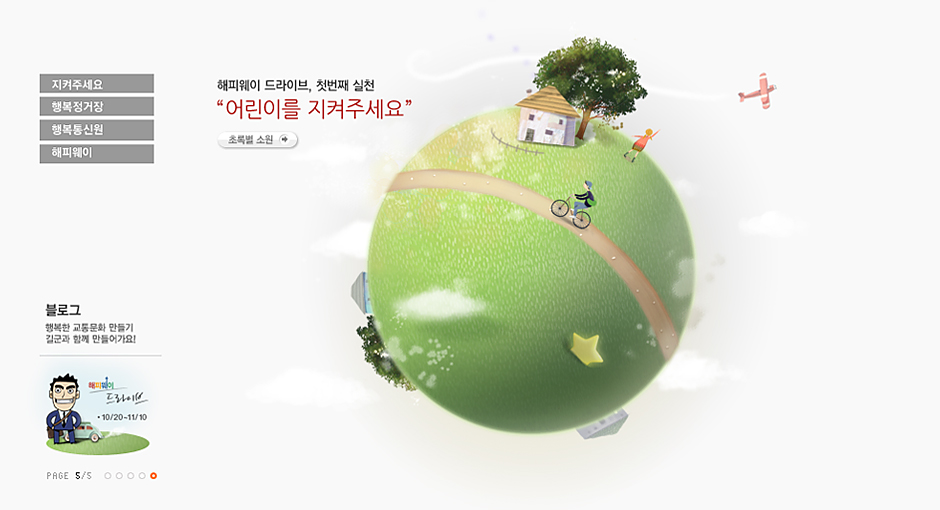 지켜주세요
행복정거장
행복통신원
해피웨이
해피웨이 드라이브, 첫번째 실천
“어린이를 지켜주세요”
초록별 소원
블로그
행복한 교통문화 만들기
길군과 함께 만들어가요!
해피웨이
드라이브
• 10/20~11/10
PAGE 5/5